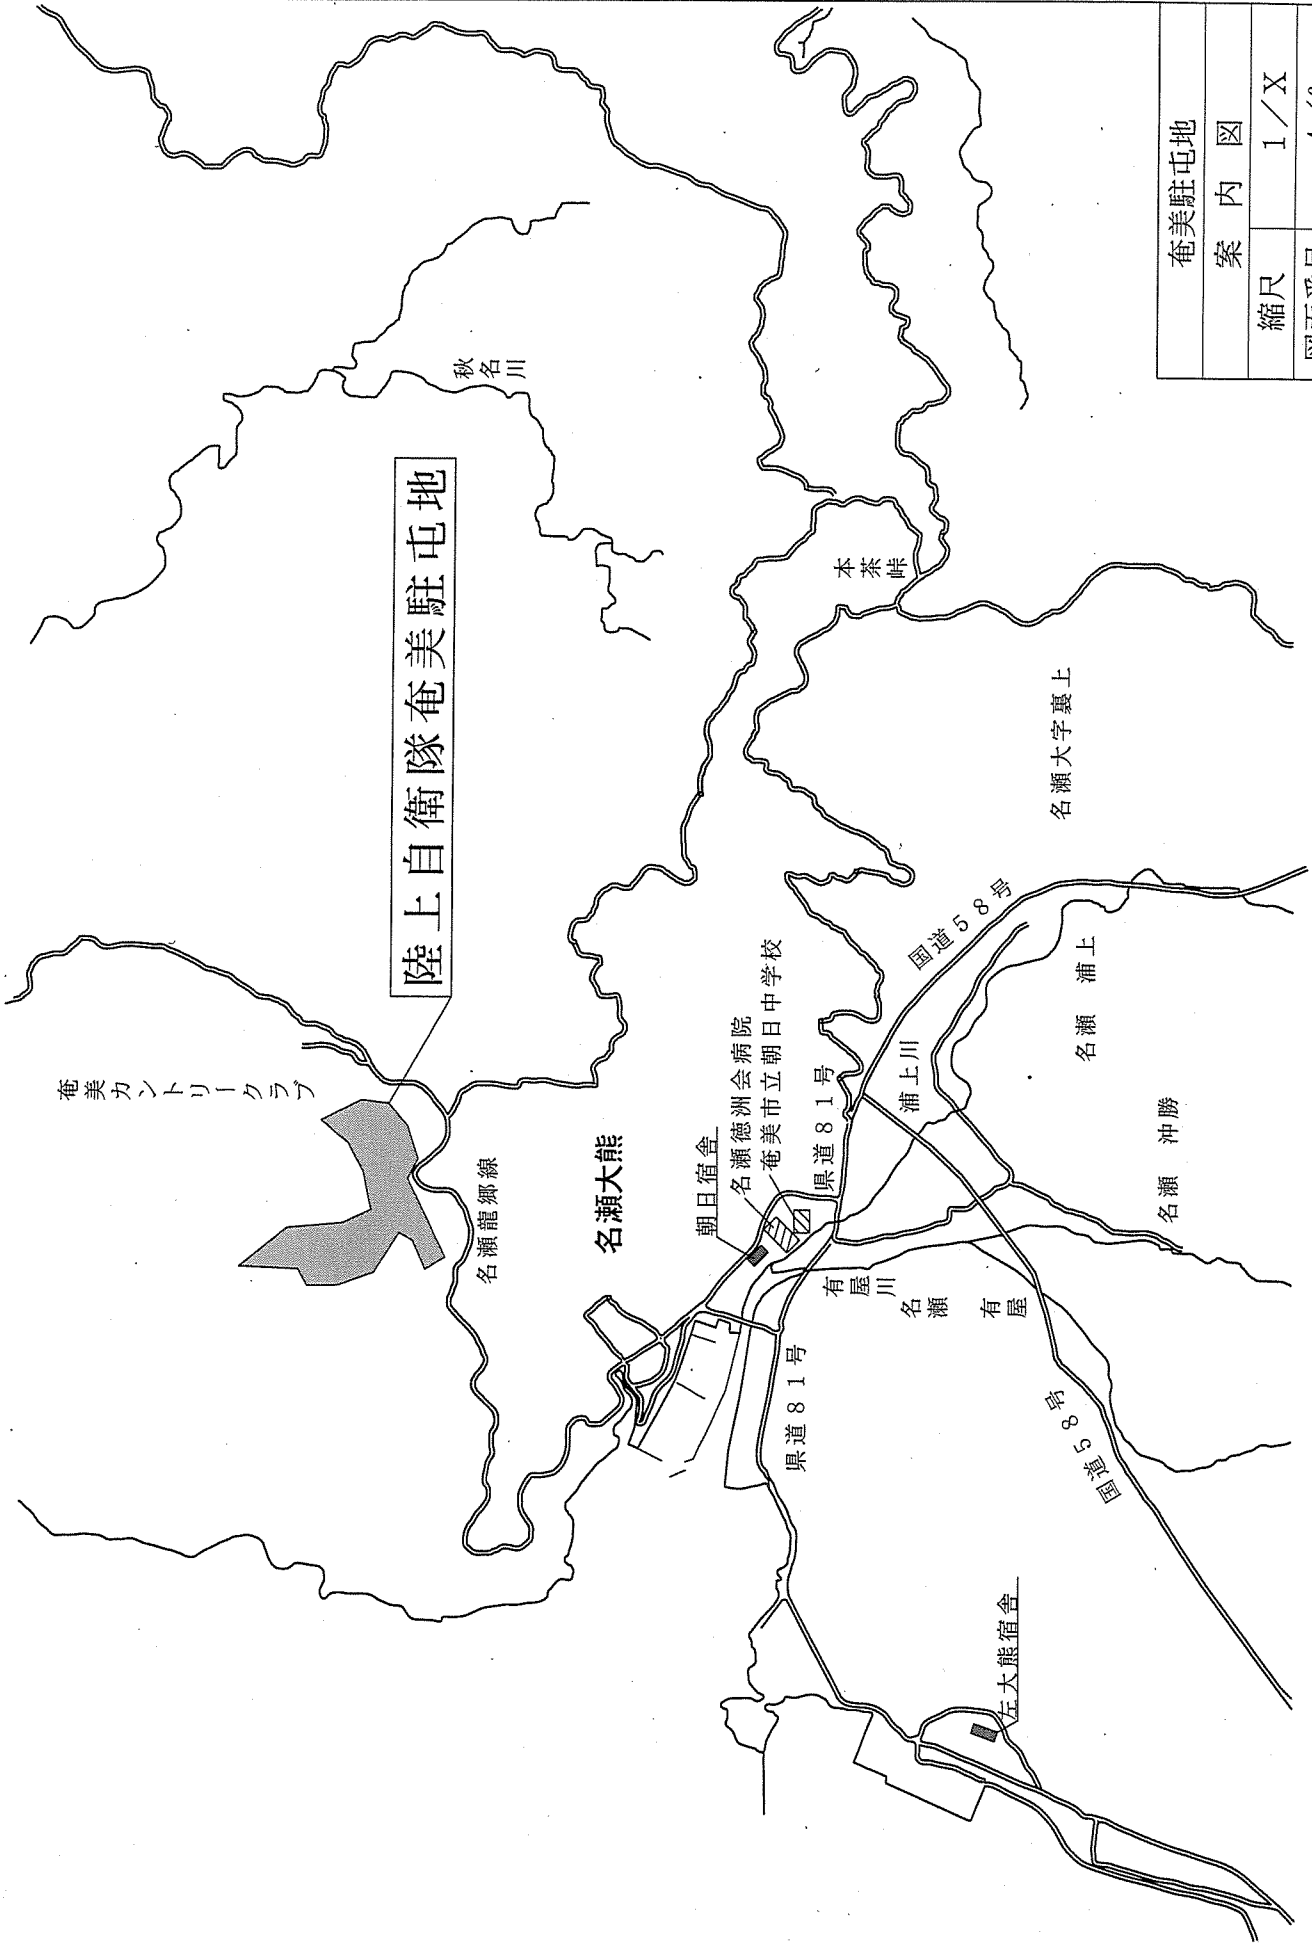 奄美カントリークラブ
陸上自衛隊奄美駐屯地
秋名川
名瀬龍郷線
名瀬大熊
朝日宿舎
名瀬徳洲会病院
奄美市立朝日中学校
県道81号
本茶峠
国道58号
浦上川
有屋川
名瀬 有屋
県道81号
名瀬大字裏上
名瀬 浦上
名瀬 沖勝
国道58号
左大熊宿舎
奄美駐屯地
案内図
縮尺 1/X